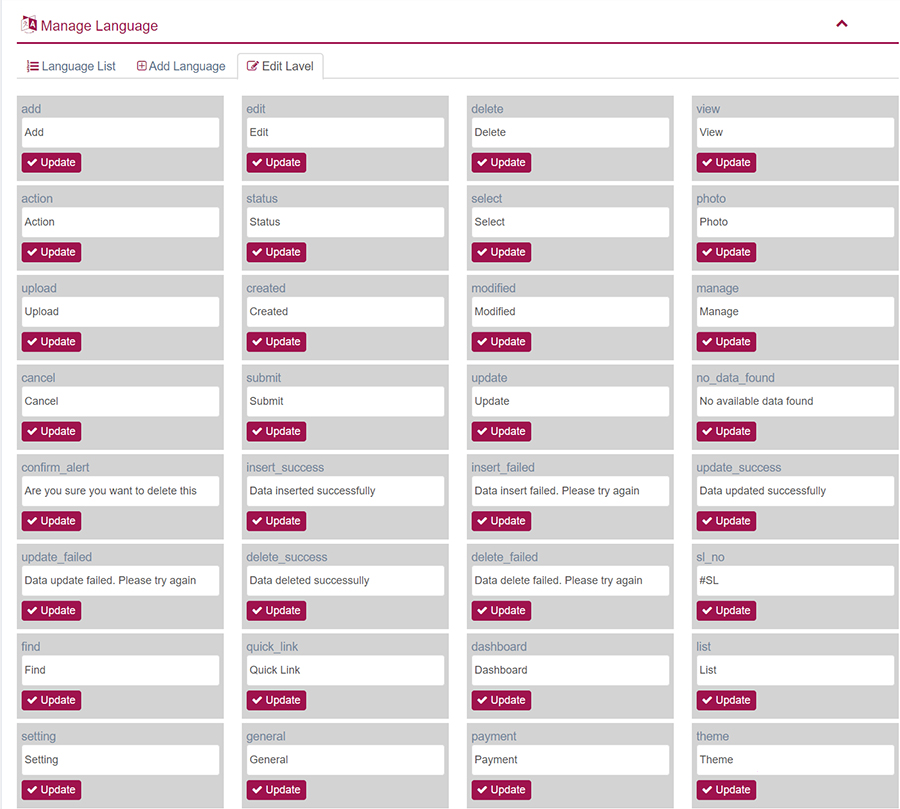 Manage Language
Language List Add Language Edit Lavel
add edit delete view
Add Edit Delete View
Update Update Update Update
action status select photo
Action Status Select Photo
Update Update Update Update
upload created modified manage
Upload Created Modified Manage
Update Update Update Update
cancel submit update no_data_found
Cancel Submit Update No available data found
Update Update Update Update
confirm_alert insert_success insert_failed update_success
Are you sure you want to delete this Data inserted successfully Data insert failed. Please try again Data updated successfully
Update Update Update Update
update_failed delete_success delete_failed sl_no
Data update failed. Please try again Data deleted successfully Data delete failed. Please try again #SL
Update Update Update Update
find quick_link dashboard list
Find Quick Link Dashboard List
Update Update Update Update
setting general payment theme
Setting General Payment Theme
Update Update Update Update